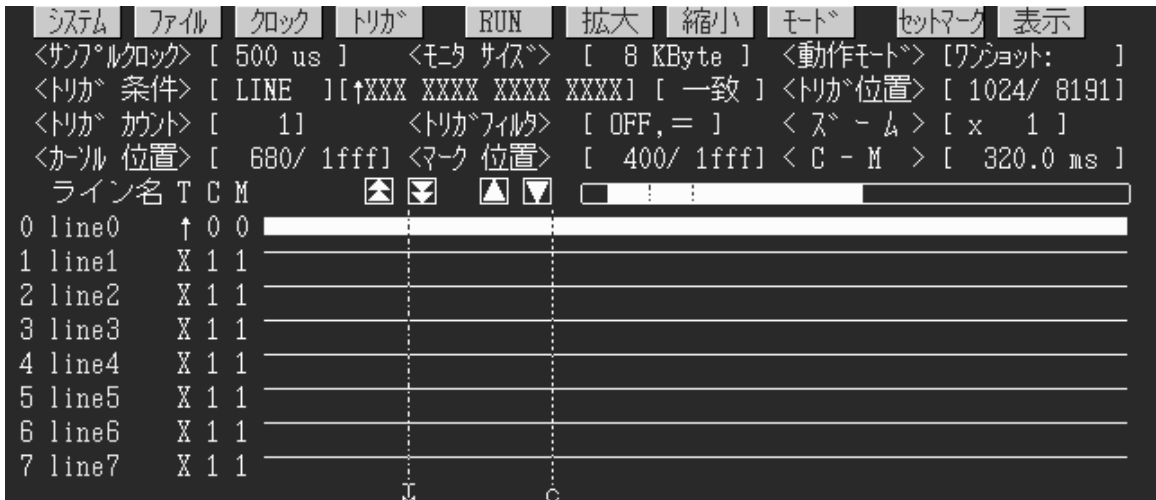 システム ファイル クロック トリガ RUN 拡大 縮小 モード セットマーク 表示
<サンプルクロック> [ 500 us ] <モニタ サイズ> [ 8 KByte ] <動作モード> [ワンショット: ]
<トリガ 条件> [ LINE ][↑XXX XXXX XXXX XXXX] [ 一致 ] <トリガ位置> [ 1024/ 8191]
<トリガ カウント> [ 1] <トリガフィルタ> [ OFF,= ] < ズ ー ム > [ x 1 ]
<カーソル 位置> [ 680/ 1fff] <マーク 位置> [ 400/ 1fff] < C - M > [ 320.0 ms ]
ライン名 T C M
0 line0 ↑ 0 0
1 line1 X 1 1
2 line2 X 1 1
3 line3 X 1 1
4 line4 X 1 1
5 line5 X 1 1
6 line6 X 1 1
7 line7 X 1 1
C